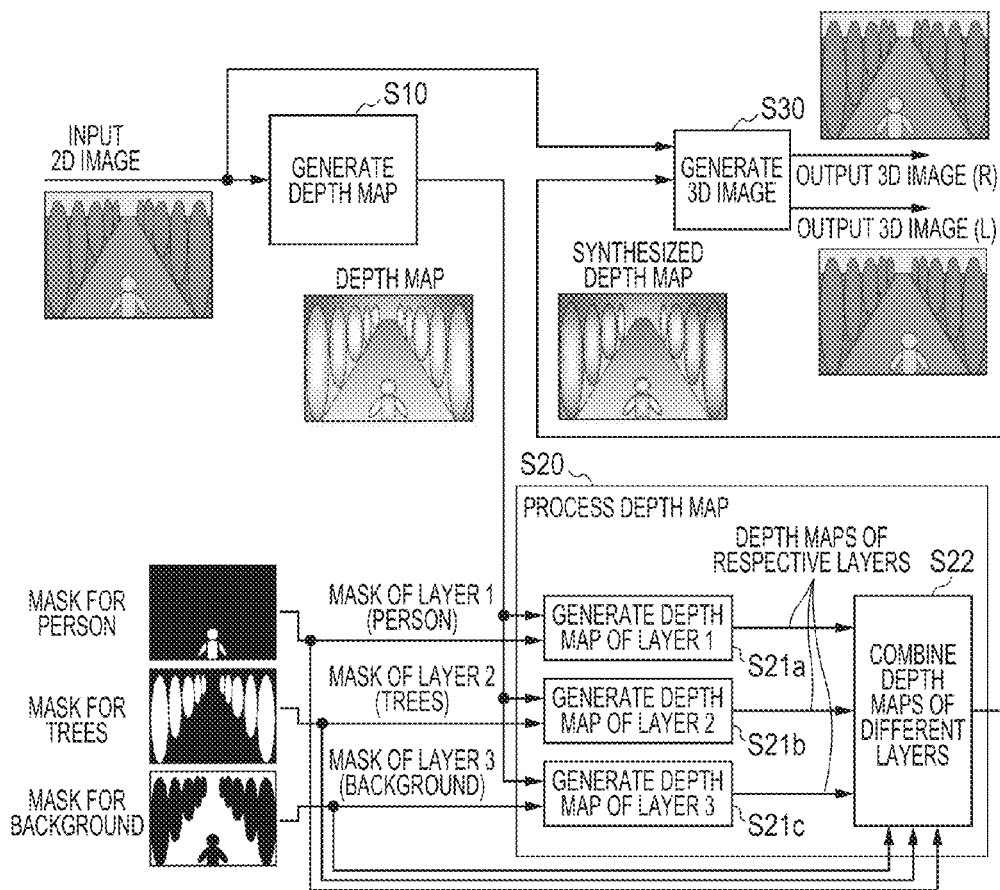 S10
INPUT
2D IMAGE
GENERATE
DEPTH MAP
S30
GENERATE
3D IMAGE
OUTPUT 3D IMAGE (R)
OUTPUT 3D IMAGE (L)
DEPTH MAP
SYNTHESIZED
DEPTH MAP
S20
PROCESS DEPTH MAP
DEPTH MAPS OF
RESPECTIVE LAYERS
S22
MASK FOR
PERSON
MASK OF LAYER 1
(PERSON)
GENERATE DEPTH
MAP OF LAYER 1
S21a
MASK FOR
TREES
MASK OF LAYER 2
(TREES)
GENERATE DEPTH
MAP OF LAYER 2
S21b
MASK FOR
BACKGROUND
MASK OF LAYER 3
(BACKGROUND)
GENERATE DEPTH
MAP OF LAYER 3
S21c
COMBINE
DEPTH
MAPS OF
DIFFERENT
LAYERS